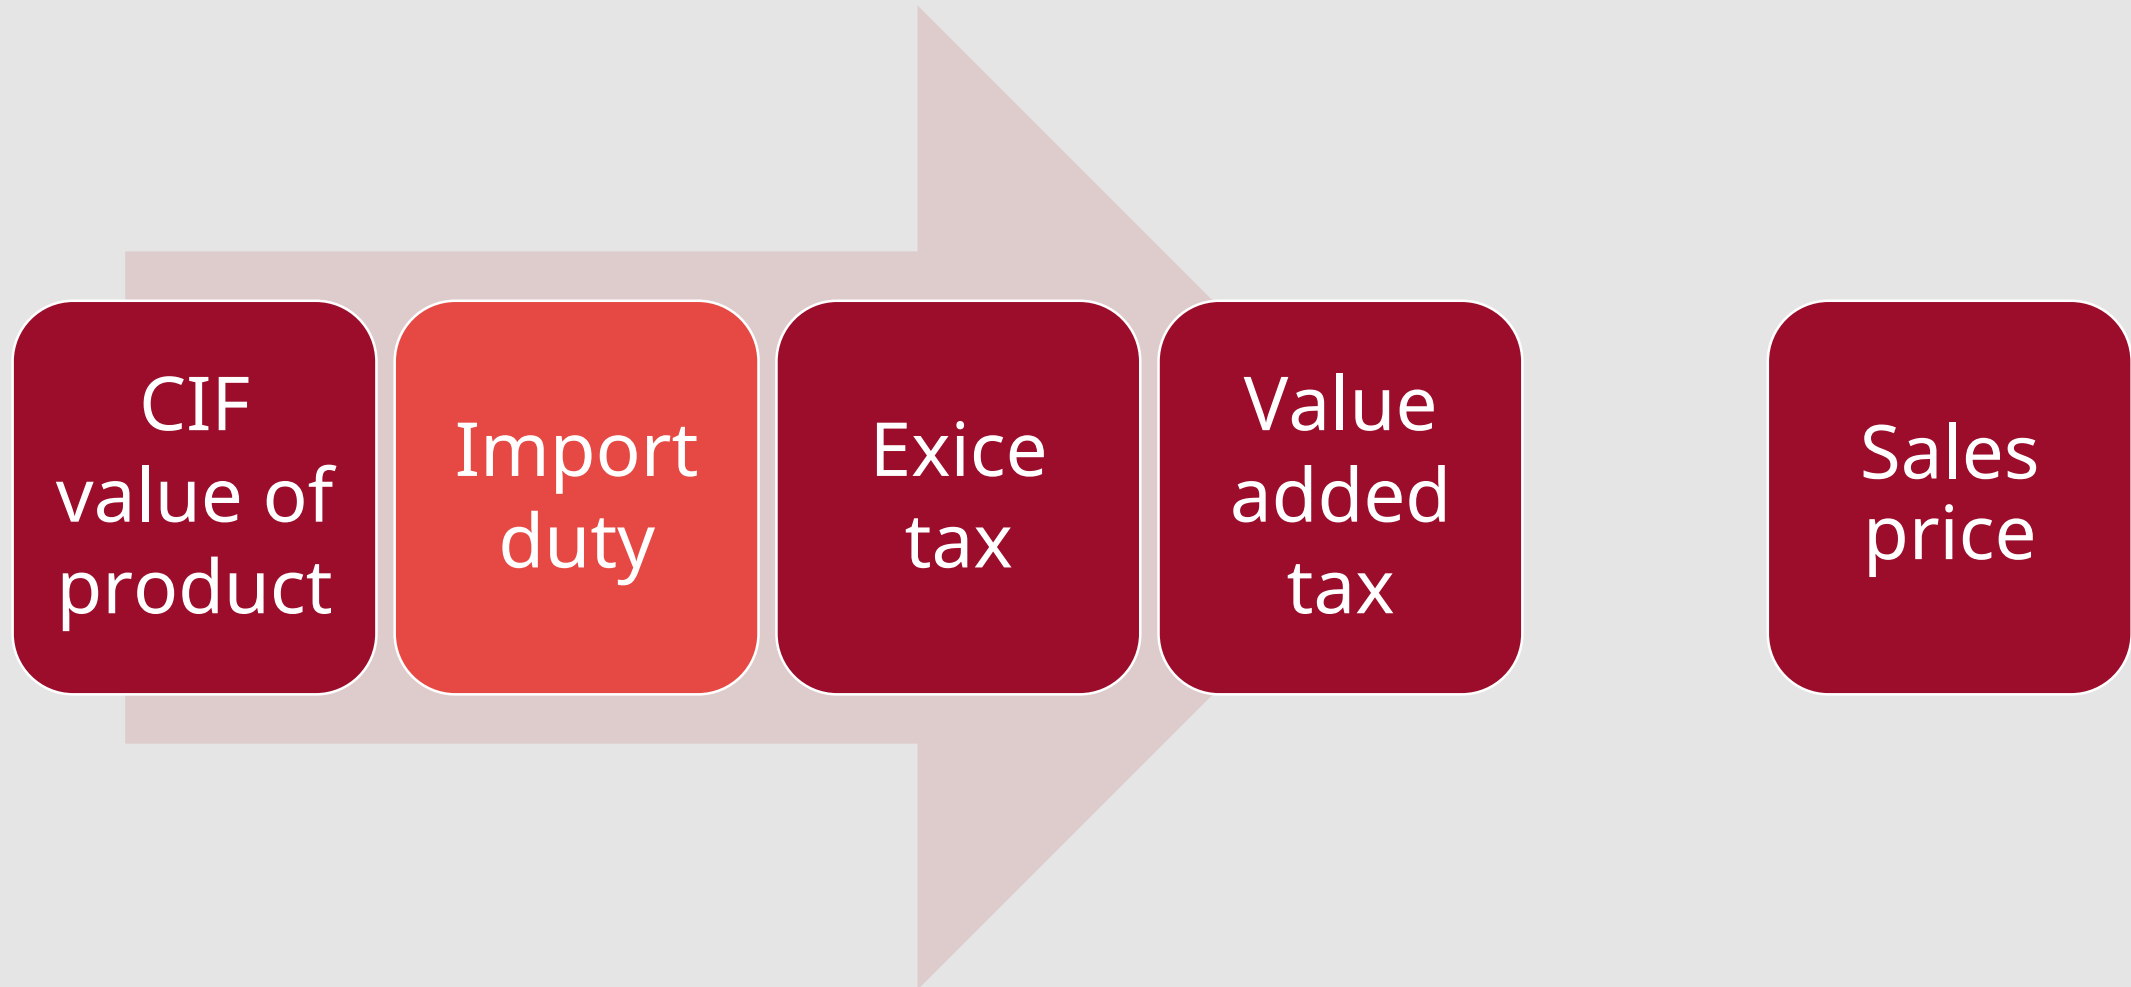 CIF
value of
product
Import
duty
Exice
tax
Value
added
tax
Sales
price